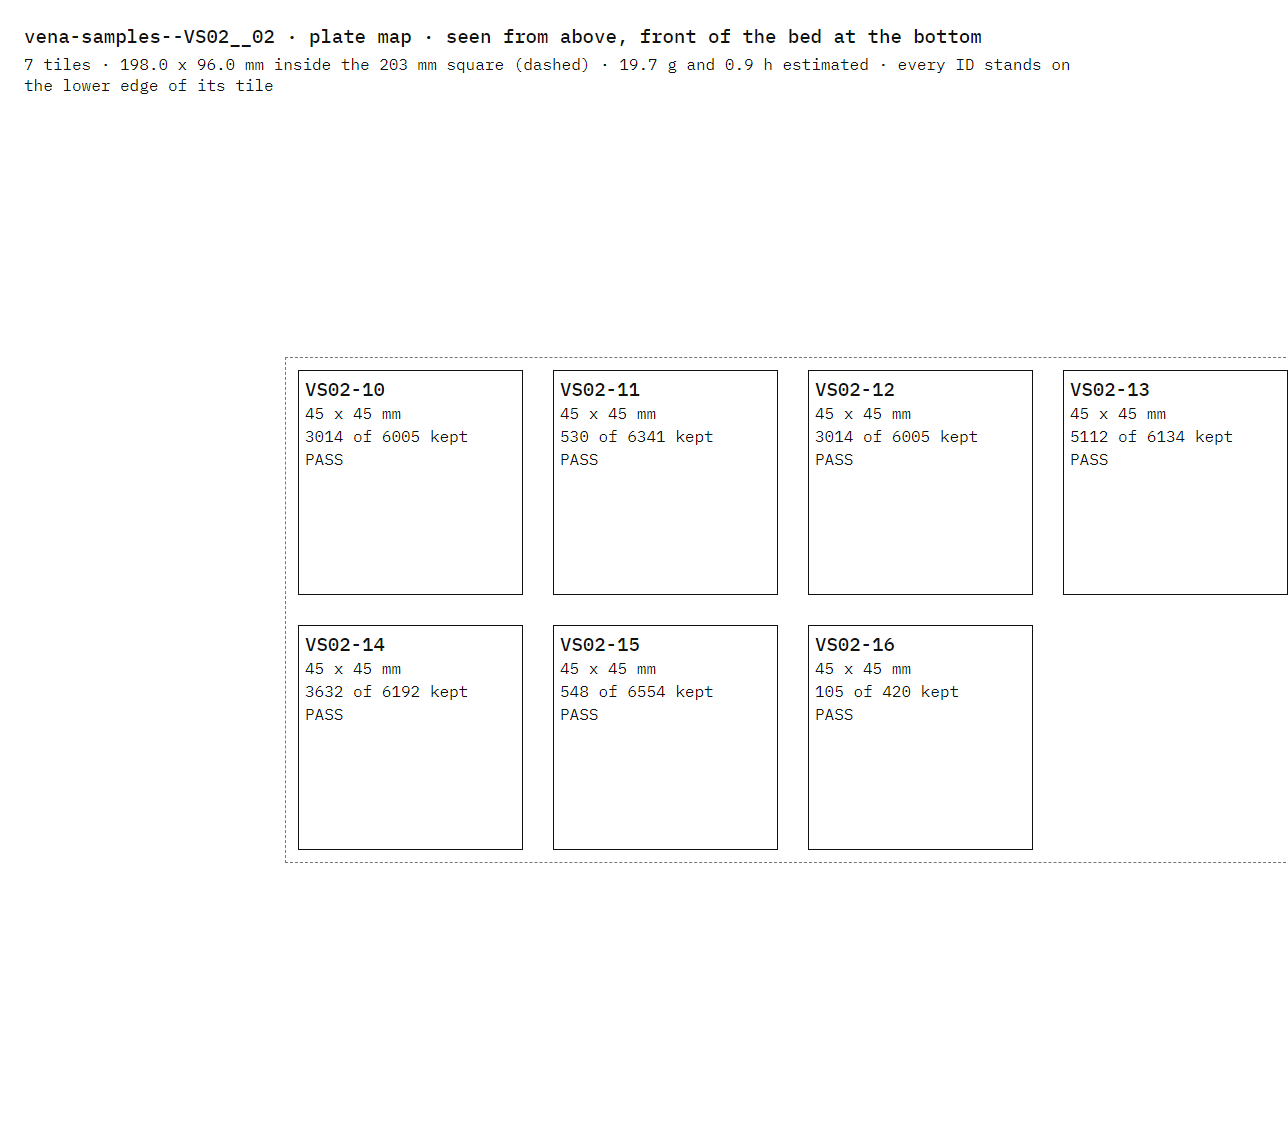 vena-samples--VS02__02 · plate map · seen from above, front of the bed at the bottom
7 tiles · 198.0 x 96.0 mm inside the 203 mm square (dashed) · 19.7 g and 0.9 h estimated · every ID stands on
the lower edge of its tile
VS02-10
45 x 45 mm
3014 of 6005 kept
PASS
VS02-11
45 x 45 mm
530 of 6341 kept
PASS
VS02-12
45 x 45 mm
3014 of 6005 kept
PASS
VS02-13
45 x 45 mm
5112 of 6134 kept
PASS
VS02-14
45 x 45 mm
3632 of 6192 kept
PASS
VS02-15
45 x 45 mm
548 of 6554 kept
PASS
VS02-16
45 x 45 mm
105 of 420 kept
PASS